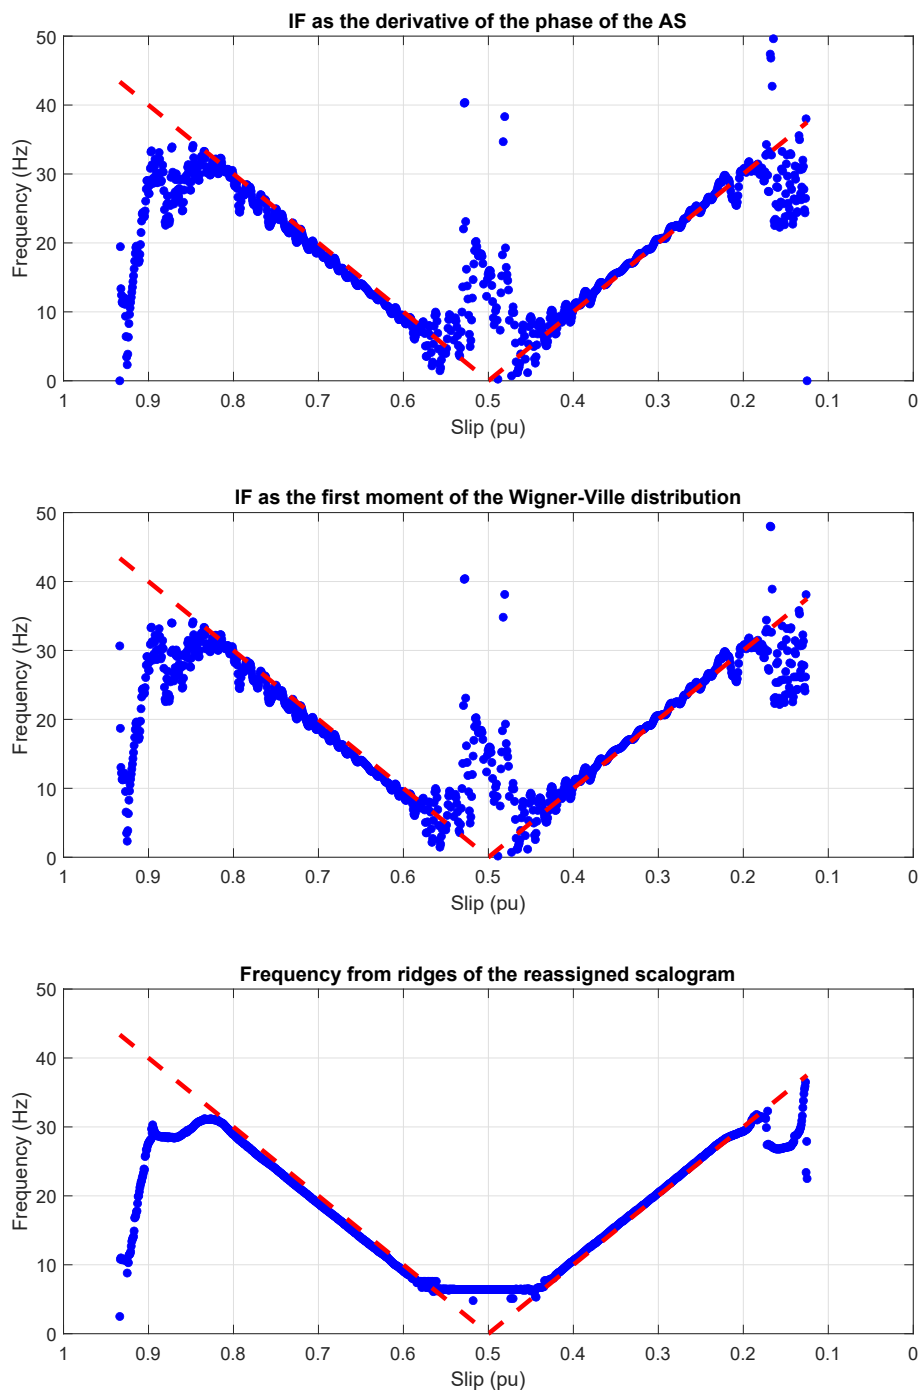 IF as the derivative of the phase of the AS
50
40
30
20
10
0
Frequency (Hz)
1 0.9 0.8 0.7 0.6 0.5 0.4 0.3 0.2 0.1 0
Slip (pu)
IF as the first moment of the Wigner-Ville distribution
50
40
30
20
10
0
Frequency (Hz)
1 0.9 0.8 0.7 0.6 0.5 0.4 0.3 0.2 0.1 0
Slip (pu)
Frequency from ridges of the reassigned scalogram
50
40
30
20
10
0
Frequency (Hz)
1 0.9 0.8 0.7 0.6 0.5 0.4 0.3 0.2 0.1 0
Slip (pu)